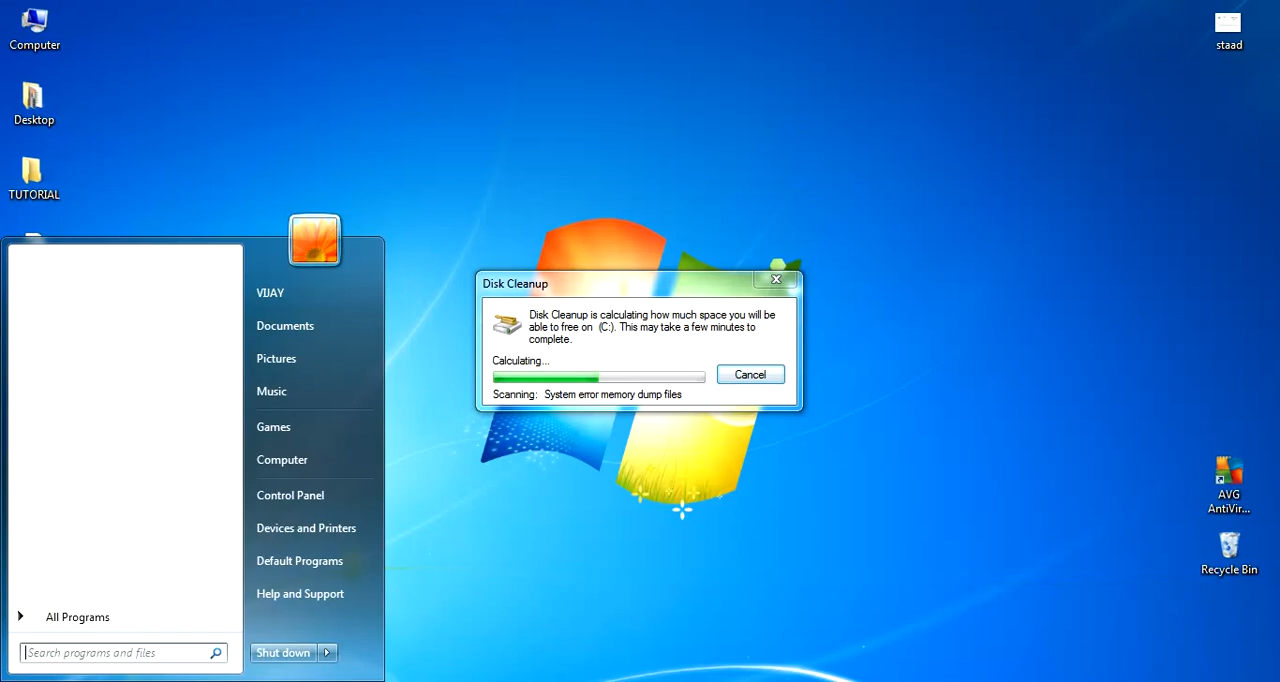 Computer
Desktop
TUTORIAL
staad
VIJAY
Documents
Pictures
Music
Games
Computer
Control Panel
Devices and Printers
Default Programs
Help and Support
All Programs
Search programs and files
Shut down
Disk Cleanup
Disk Cleanup is calculating how much space you will be
able to free on (C:). This may take a few minutes to
complete.
Calculating...
Cancel
Scanning: System error memory dump files
AVG
AntiVir...
Recycle Bin